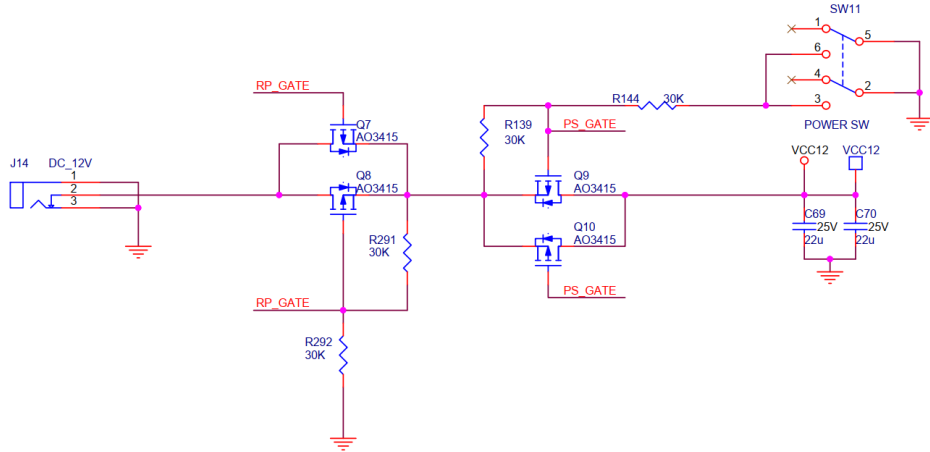 SW11
1
5
6
4
2
3
POWER SW
RP_GATE
R144 30K
R139
30K
PS_GATE
Q7
AO3415
J14 DC_12V
1
2
3
Q8
AO3415
Q9
AO3415
VCC12 VCC12
Q10
AO3415
C69
25V
22u
C70
25V
22u
R291
30K
PS_GATE
RP_GATE
R292
30K